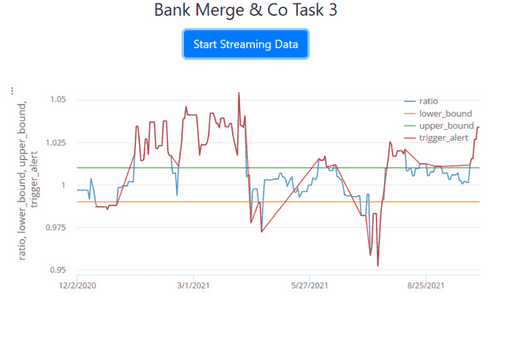 Bank Merge & Co Task 3
Start Streaming Data
ratio, lower_bound, upper_bound,
trigger_alert
1.05
1.025
1
0.975
0.95
12/2/2020
3/1/2021
5/27/2021
8/25/2021
ratio
lower_bound
upper_bound
trigger_alert